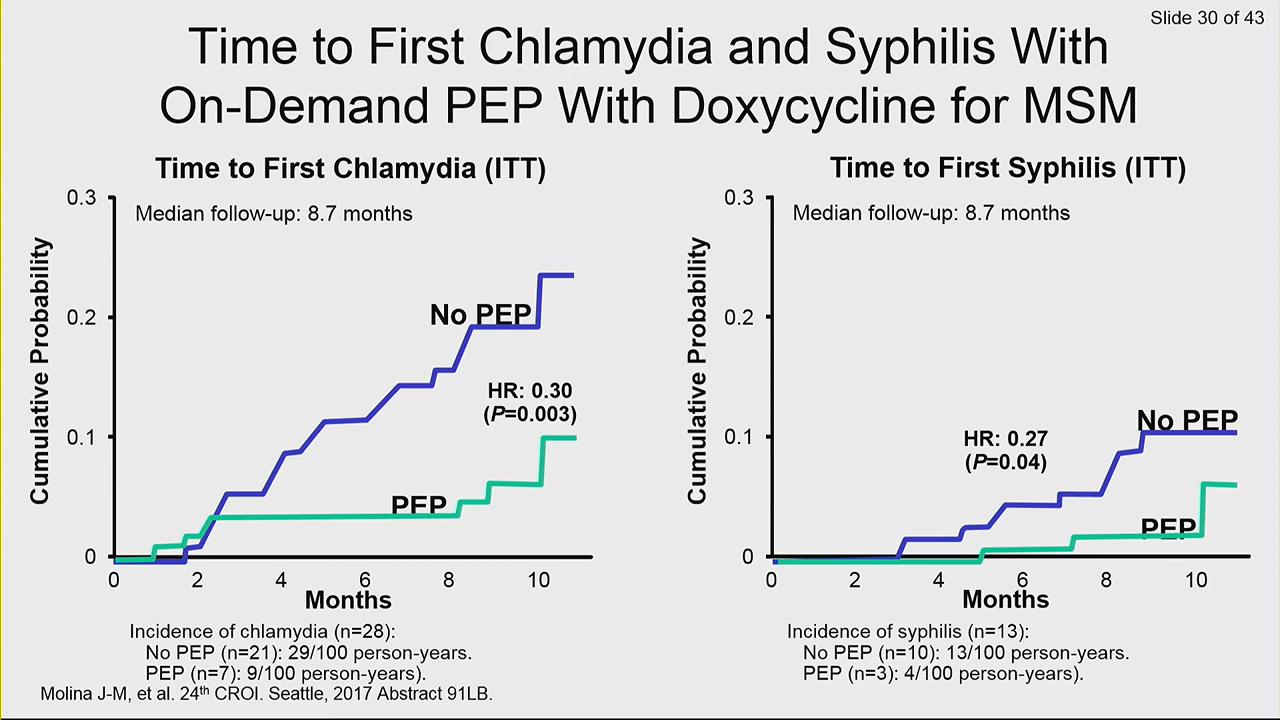 Slide 30 of 43
Time to First Chlamydia and Syphilis With
On-Demand PEP With Doxycycline for MSM
Time to First Chlamydia (ITT)
Median follow-up: 8.7 months
Cumulative Probability
0.3
0.2
0.1
0
No PEP
HR: 0.30
(P=0.003)
PEP
0 2 4 6 8 10
Months
Incidence of chlamydia (n=28):
No PEP (n=21): 29/100 person-years.
PEP (n=7): 9/100 person-years).
Time to First Syphilis (ITT)
Median follow-up: 8.7 months
Cumulative Probability
0.3
0.2
0.1
0
No PEP
HR: 0.27
(P=0.04)
PEP
0 2 4 6 8 10
Months
Incidence of syphilis (n=13):
No PEP (n=10): 13/100 person-years.
PEP (n=3): 4/100 person-years).
Molina J-M, et al. 24th CROI. Seattle, 2017 Abstract 91LB.